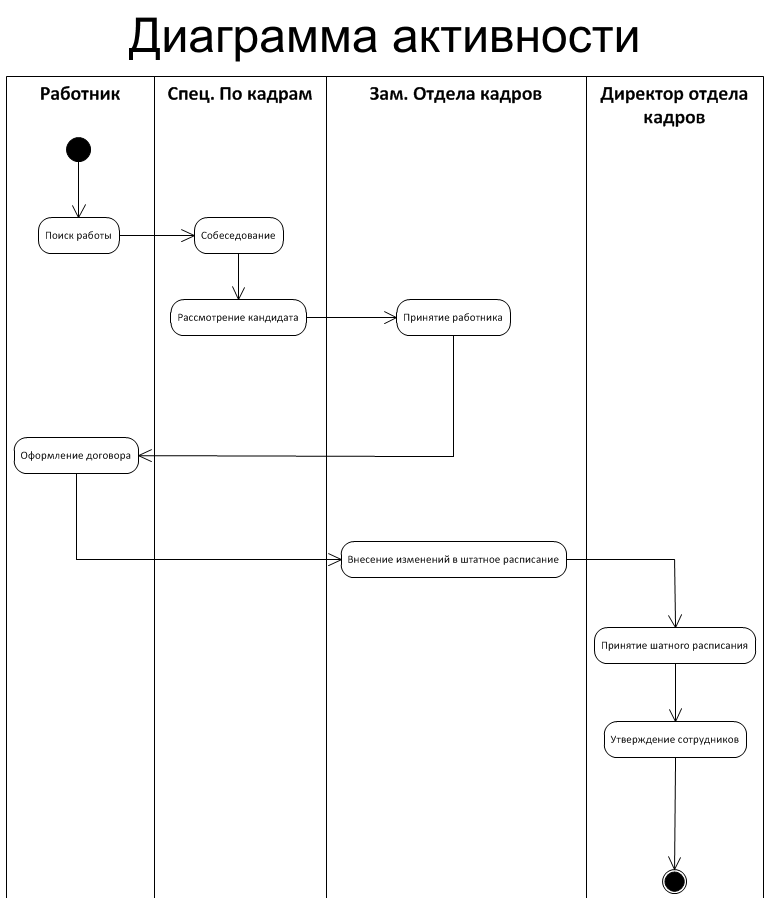 Диаграмма активности
Работник
Спец. По кадрам
Зам. Отдела кадров
Директор отдела
кадров
Поиск работы
Собеседование
Рассмотрение кандидата
Принятие работника
Оформление договора
Внесение изменений в штатное расписание
Принятие шатного расписания
Утверждение сотрудников